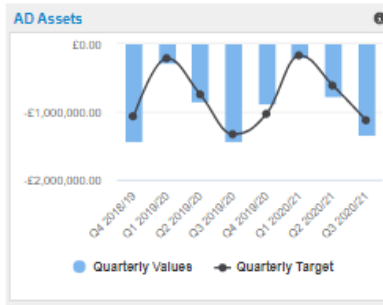 AD Assets
£0.00
-£1,000,000.00
-£2,000,000.00
Q4 2018/19
Q1 2019/20
Q2 2019/20
Q3 2019/20
Q4 2019/20
Q1 2020/21
Q2 2020/21
Q3 2020/21
Quarterly Values
Quarterly Target